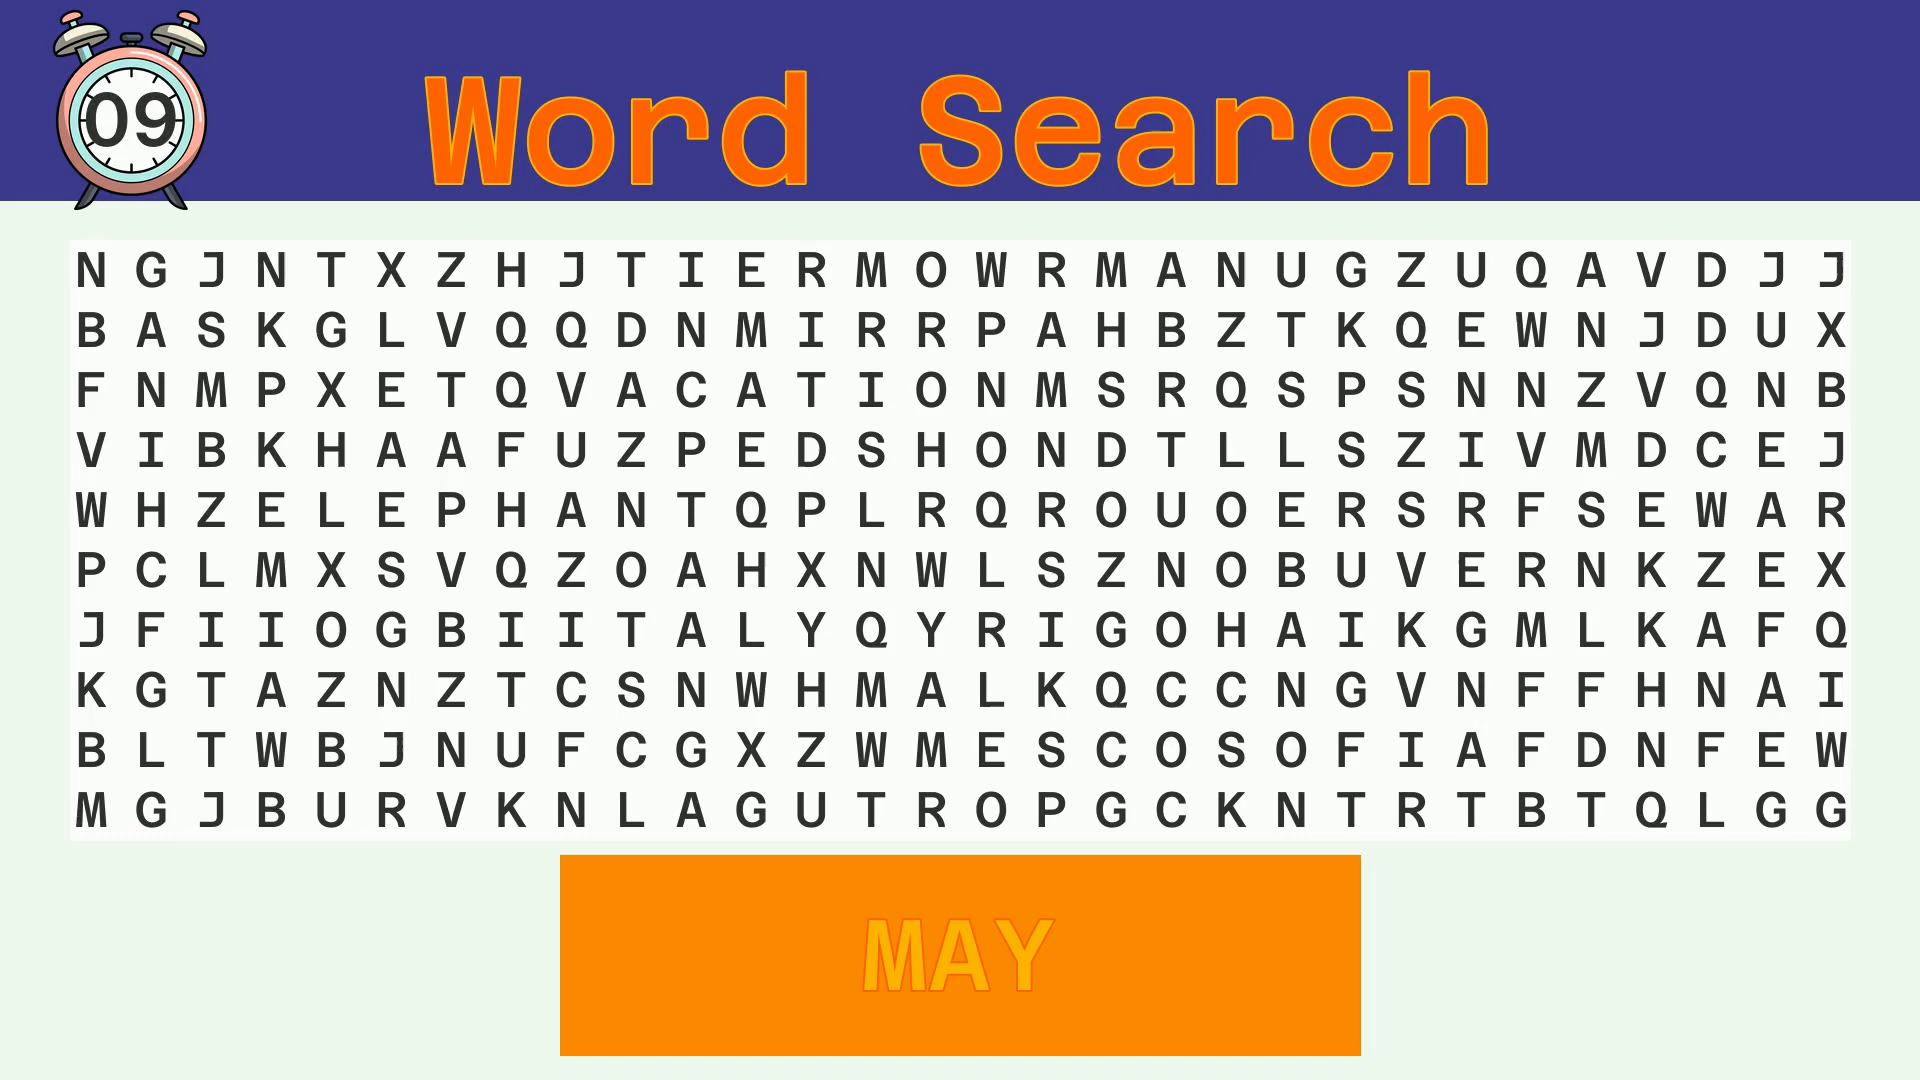 09
Word Search
N G J N T X Z H J T I E R M O W R M A N U G Z U Q A V D J J
B A S K G L V Q Q D N M I R R P A H B Z T K Q E W N J D U X
F N M P X E T Q V A C A T I O N M S R Q S P S N N Z V Q N B
V I B K H A A F U Z P E D S H O N D T L L S Z I V M D C E J
W H Z E L E P H A N T Q P L R Q R O U O E R S R F S E W A R
P C L M X S V Q Z O A H X N W L S Z N O B U V E R N K Z E X
J F I I O G B I I T A L Y Q Y R I G O H A I K G M L K A F Q
K G T A Z N Z T C S N W H M A L K Q C C N G V N F F H N A I
B L T W B J N U F C G X Z W M E S C O S O F I A F D N F E W
M G J B U R V K N L A G U T R O P G C K N T R T B T Q L G G
MAY